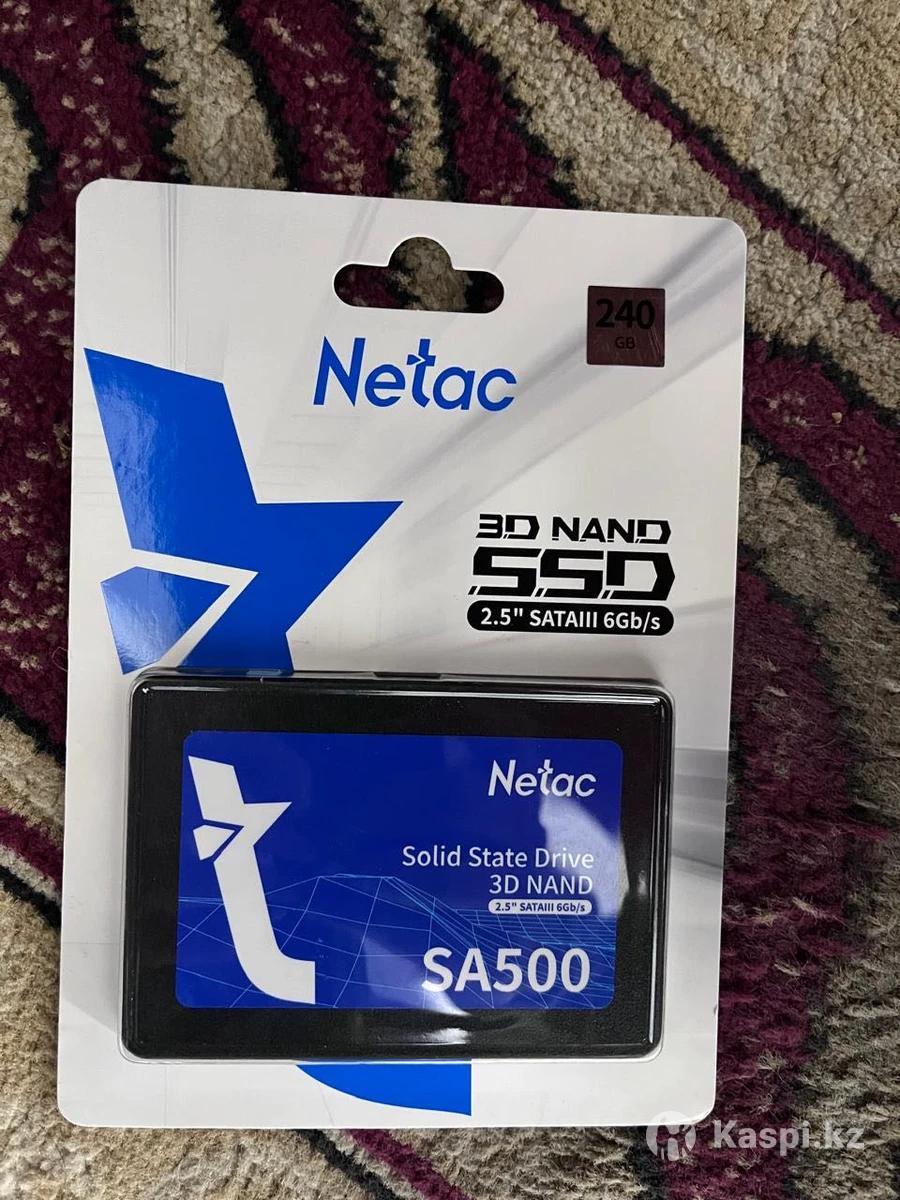 240
GB
Netac
3D NAND
SSD
2.5" SATAIII 6Gb/s
Netac
Solid State Drive
3D NAND
2.5" SATAIII 6Gb/s
SA500
Kaspi.kz